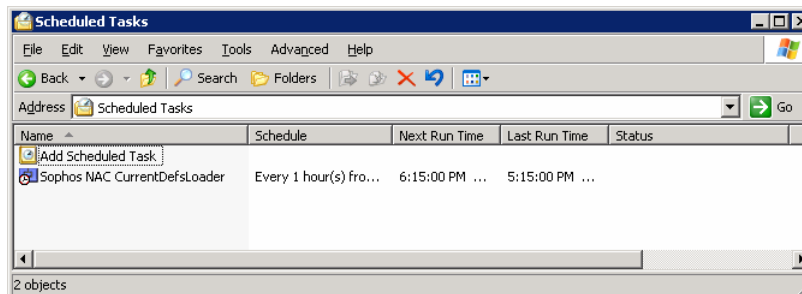 Scheduled Tasks
File Edit View Favorites Tools Advanced Help
Back Search Folders
Address Scheduled Tasks Go
Name Schedule Next Run Time Last Run Time Status
Add Scheduled Task
Sophos NAC CurrentDefsLoader Every 1 hour(s) fro... 6:15:00 PM ... 5:15:00 PM ...
2 objects